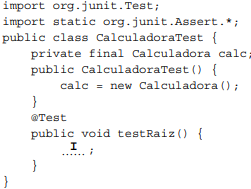 import org.junit.Test;
import static org.junit.Assert.*;
public class CalculadoraTest {
    private final Calculadora calc;
    public CalculadoraTest() {
        calc = new Calculadora();
    }
    @Test
    public void testRaiz() {
        ...I... ;
    }
}